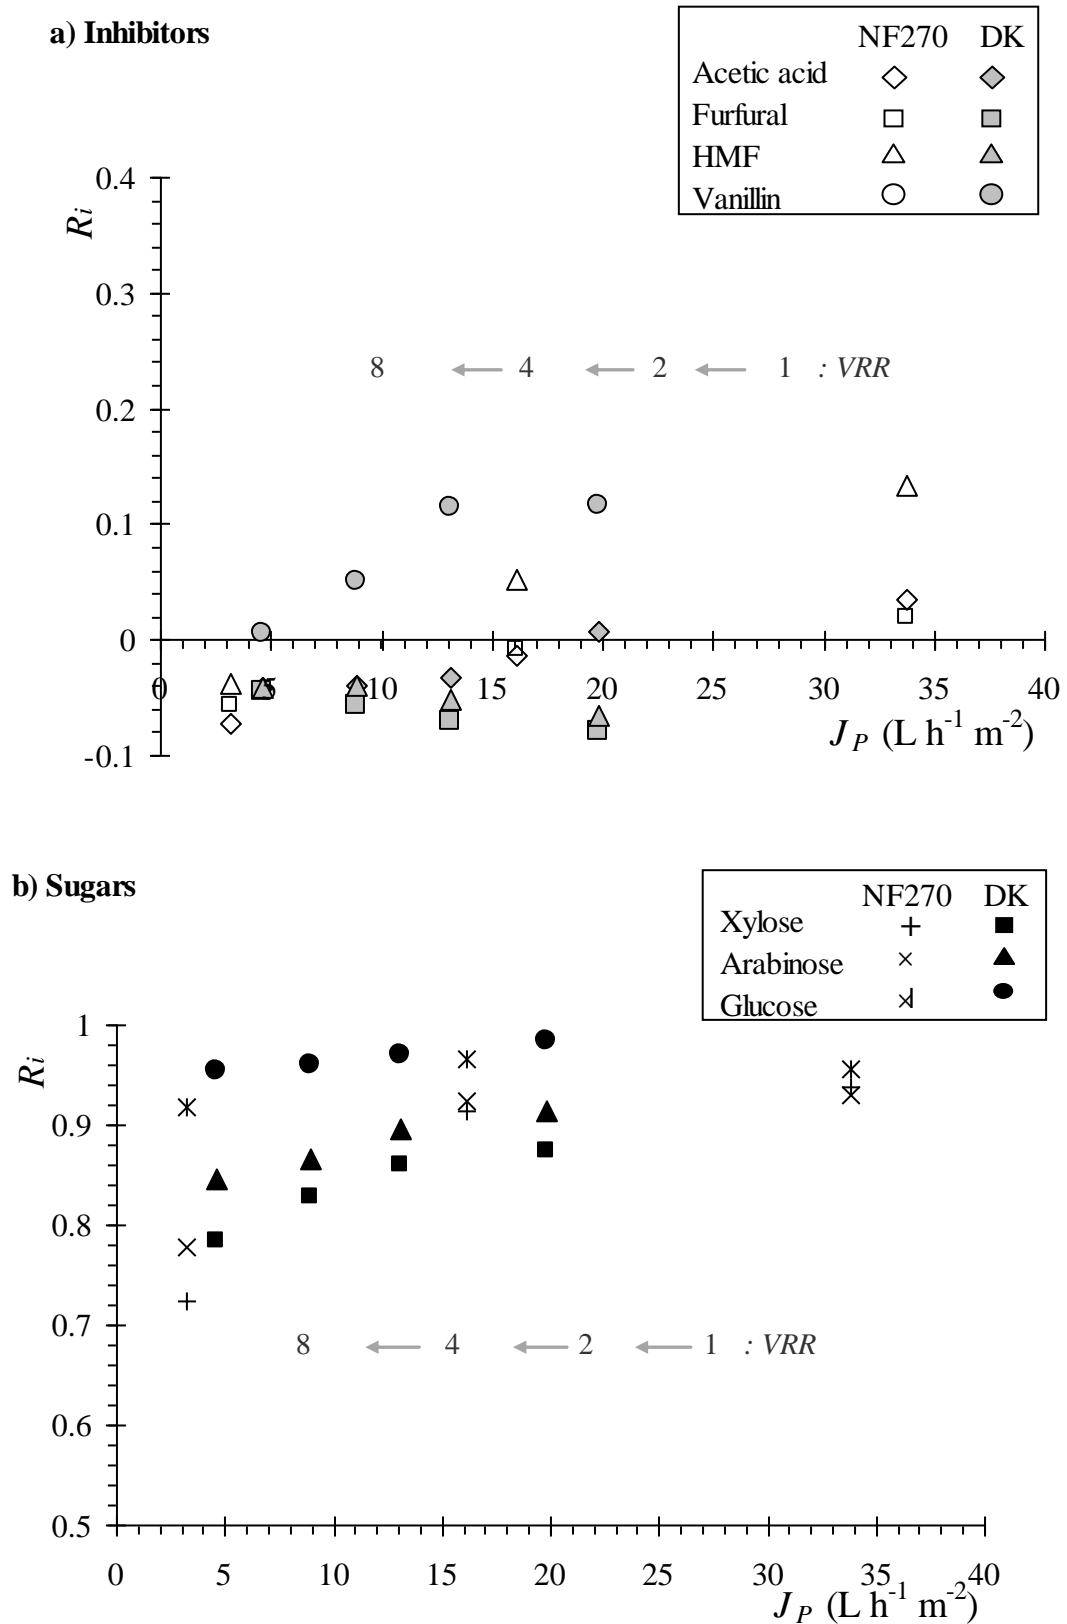 a) Inhibitors
NF270 DK
Acetic acid
Furfural
HMF
Vanillin
Ri
0.4
0.3
8 4 2 1 : VRR
0.2
0.1
0
0 5 10 15 20 25 30 35 40
-0.1
JP (L h-1 m-2)
b) Sugars
NF270 DK
Xylose
Arabinose
Glucose
Ri
1
0.9
0.8
0.7
8 4 2 1 : VRR
0.6
0.5
0 5 10 15 20 25 30 35 40
JP (L h-1 m-2)